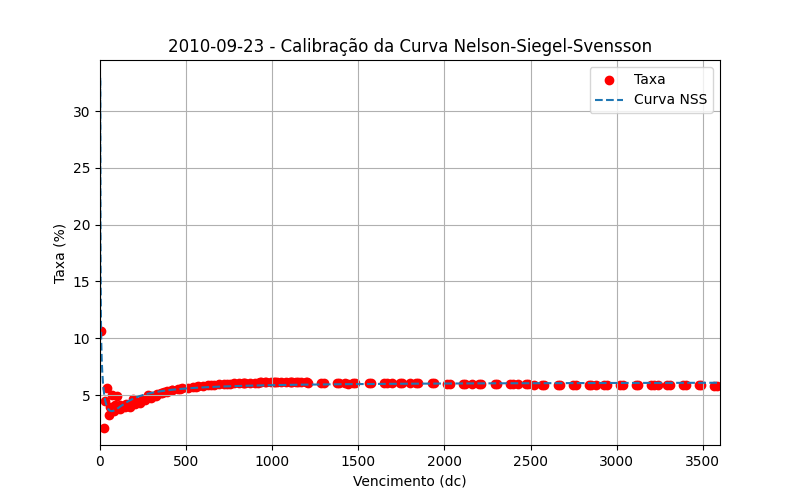 2010-09-23 - Calibração da Curva Nelson-Siegel-Svensson
Taxa
Curva NSS
Taxa (%)
30
25
20
15
10
5
0
500
1000
1500
2000
2500
3000
3500
Vencimento (dc)